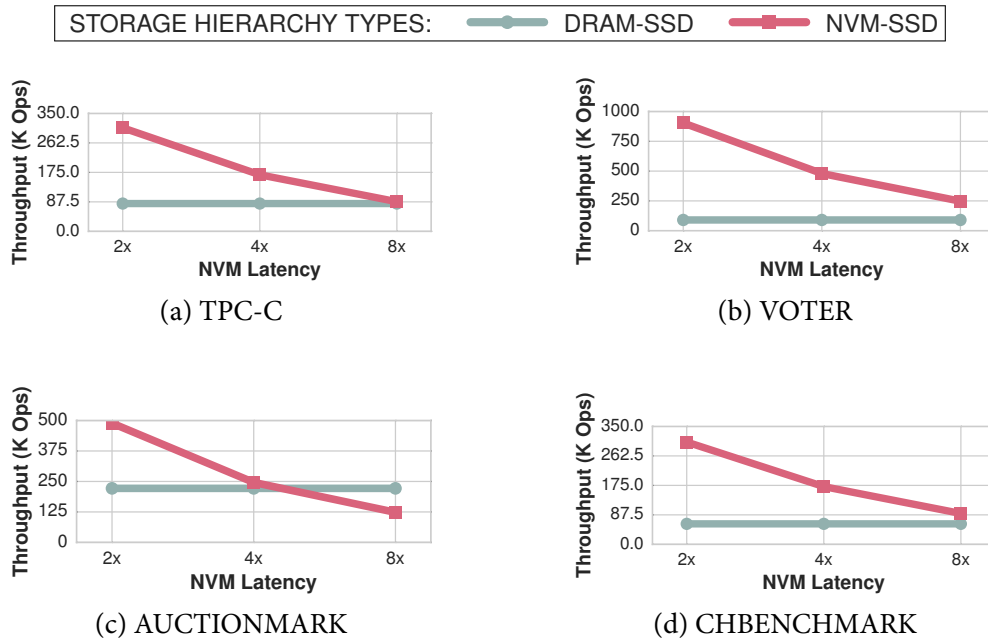 STORAGE HIERARCHY TYPES: DRAM-SSD NVM-SSD
Throughput (K Ops)
350.0
262.5
175.0
87.5
0.0
2x 4x 8x
NVM Latency
(a) TPC-C
Throughput (K Ops)
1000
750
500
250
0
2x 4x 8x
NVM Latency
(b) VOTER
Throughput (K Ops)
500
375
250
125
0
2x 4x 8x
NVM Latency
(c) AUCTIONMARK
Throughput (K Ops)
350.0
262.5
175.0
87.5
0.0
2x 4x 8x
NVM Latency
(d) CHBENCHMARK